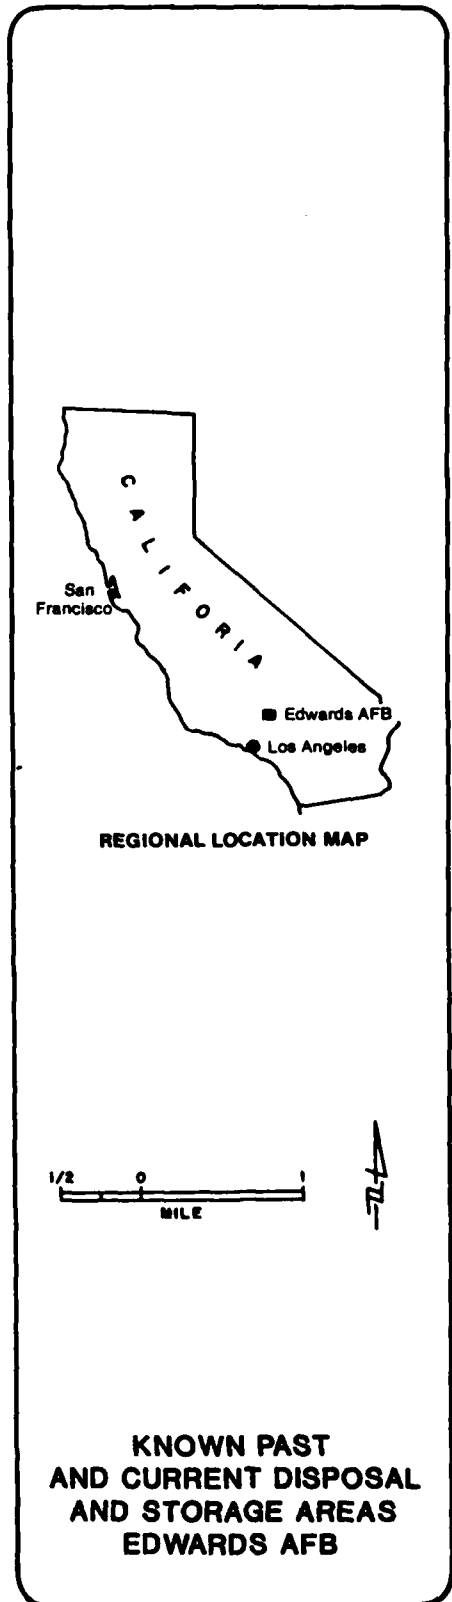 CALIFORIA
San
Francisco
Edwards AFB
Los Angeles
REGIONAL LOCATION MAP
1/2 0 1
MILE
KNOWN PAST
AND CURRENT DISPOSAL
AND STORAGE AREAS
EDWARDS AFB